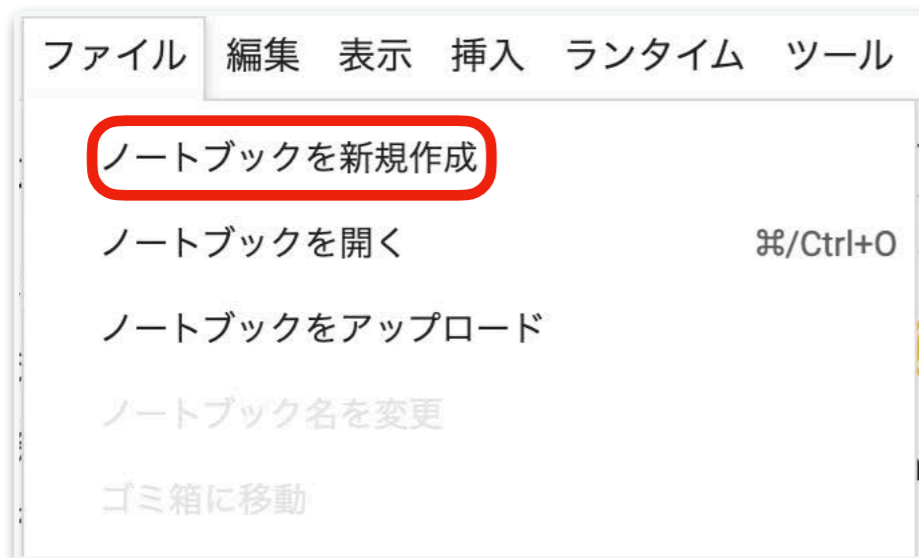 ファイル 編集 表示 挿入 ランタイム ツール
ノートブックを新規作成
ノートブックを開く ⌘/Ctrl+O
ノートブックをアップロード
ノートブック名を変更
ゴミ箱に移動